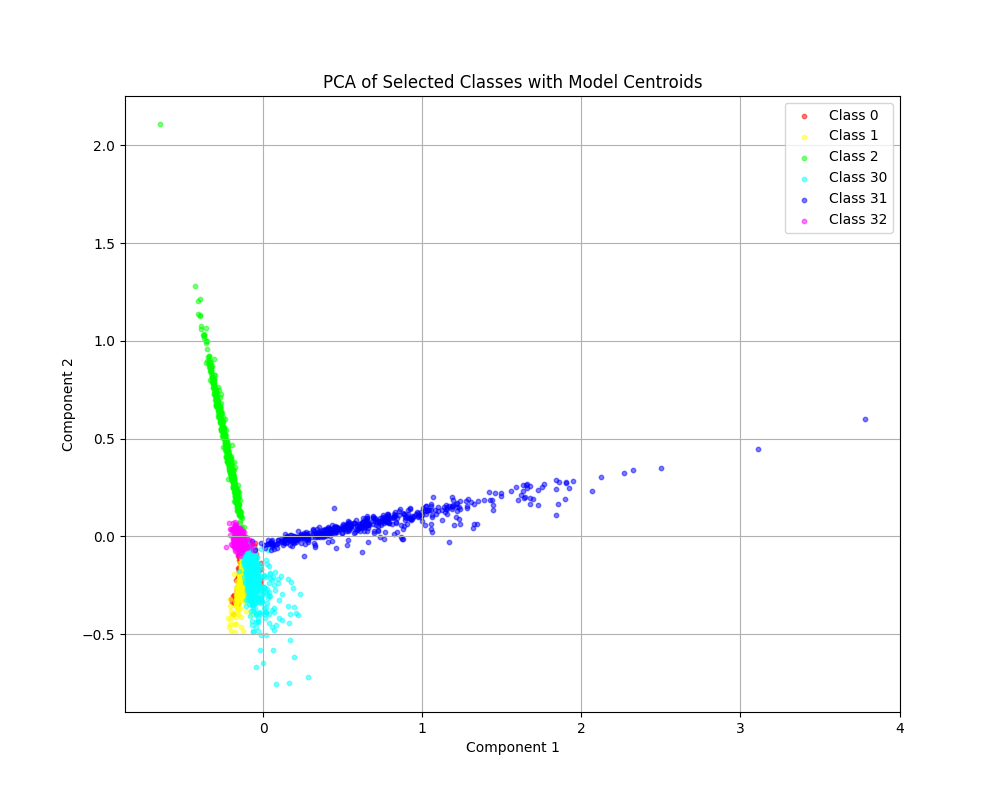 PCA of Selected Classes with Model Centroids
Class 0
Class 1
Class 2
Class 30
Class 31
Class 32
2.0
1.5
1.0
0.5
0.0
−0.5
Component 2
0
1
2
3
4
Component 1